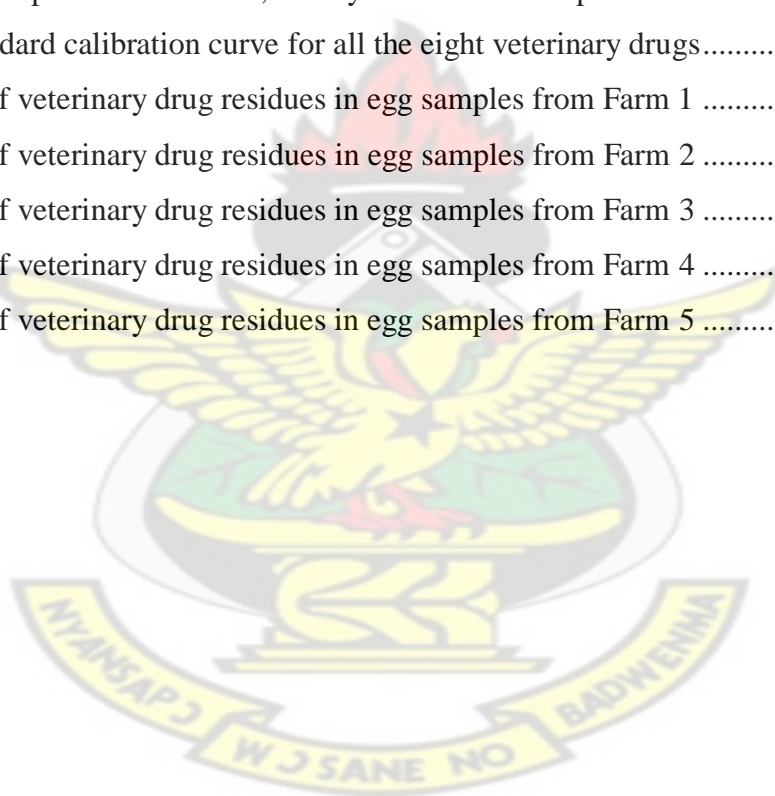 dard calibration curve for all the eight veterinary drugs.........
f veterinary drug residues in egg samples from Farm 1 .........
f veterinary drug residues in egg samples from Farm 2 .........
f veterinary drug residues in egg samples from Farm 3 .........
f veterinary drug residues in egg samples from Farm 4 .........
f veterinary drug residues in egg samples from Farm 5 .........
NYANSAPƆ WƆSANE NO BADWENMA